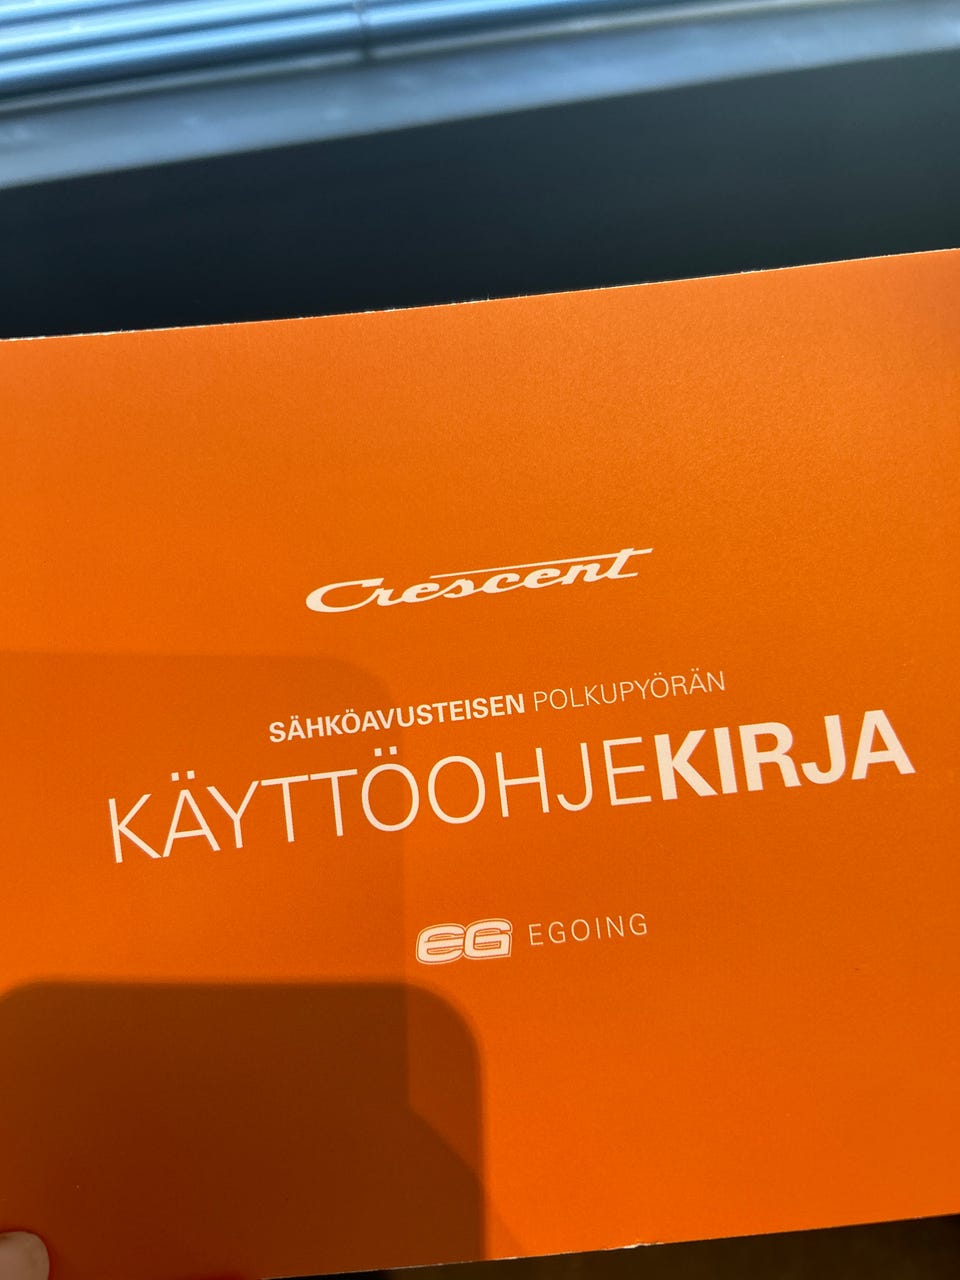 Crescent
SÄHKÖAVUSTEISEN POLKUPYÖRÄN
KÄYTTÖOHJEKIRJA
EG EGOING